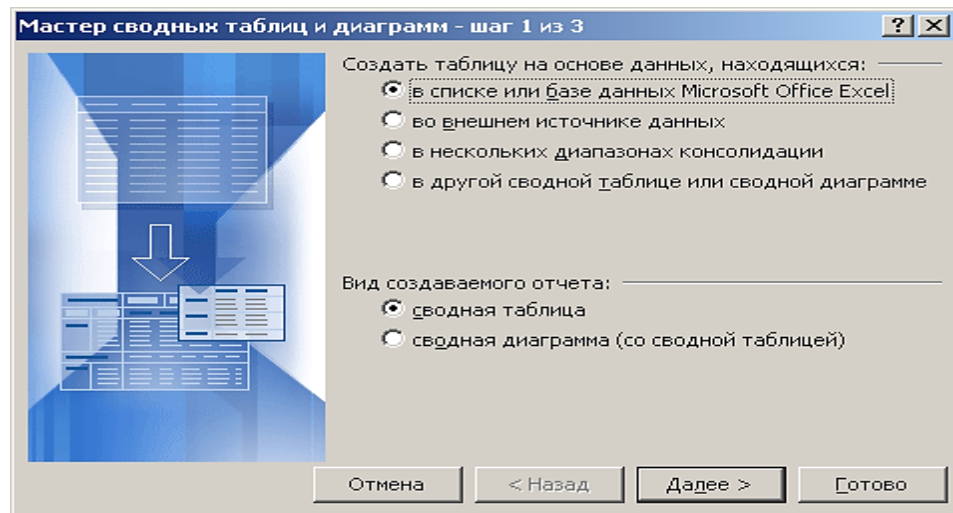 Мастер сводных таблиц и диаграмм - шаг 1 из 3
Создать таблицу на основе данных, находящихся:
в списке или базе данных Microsoft Office Excel
во внешнем источнике данных
в нескольких диапазонах консолидации
в другой сводной таблице или сводной диаграмме
Вид создаваемого отчета:
сводная таблица
сводная диаграмма (со сводной таблицей)
Отмена < Назад Далее > Готово